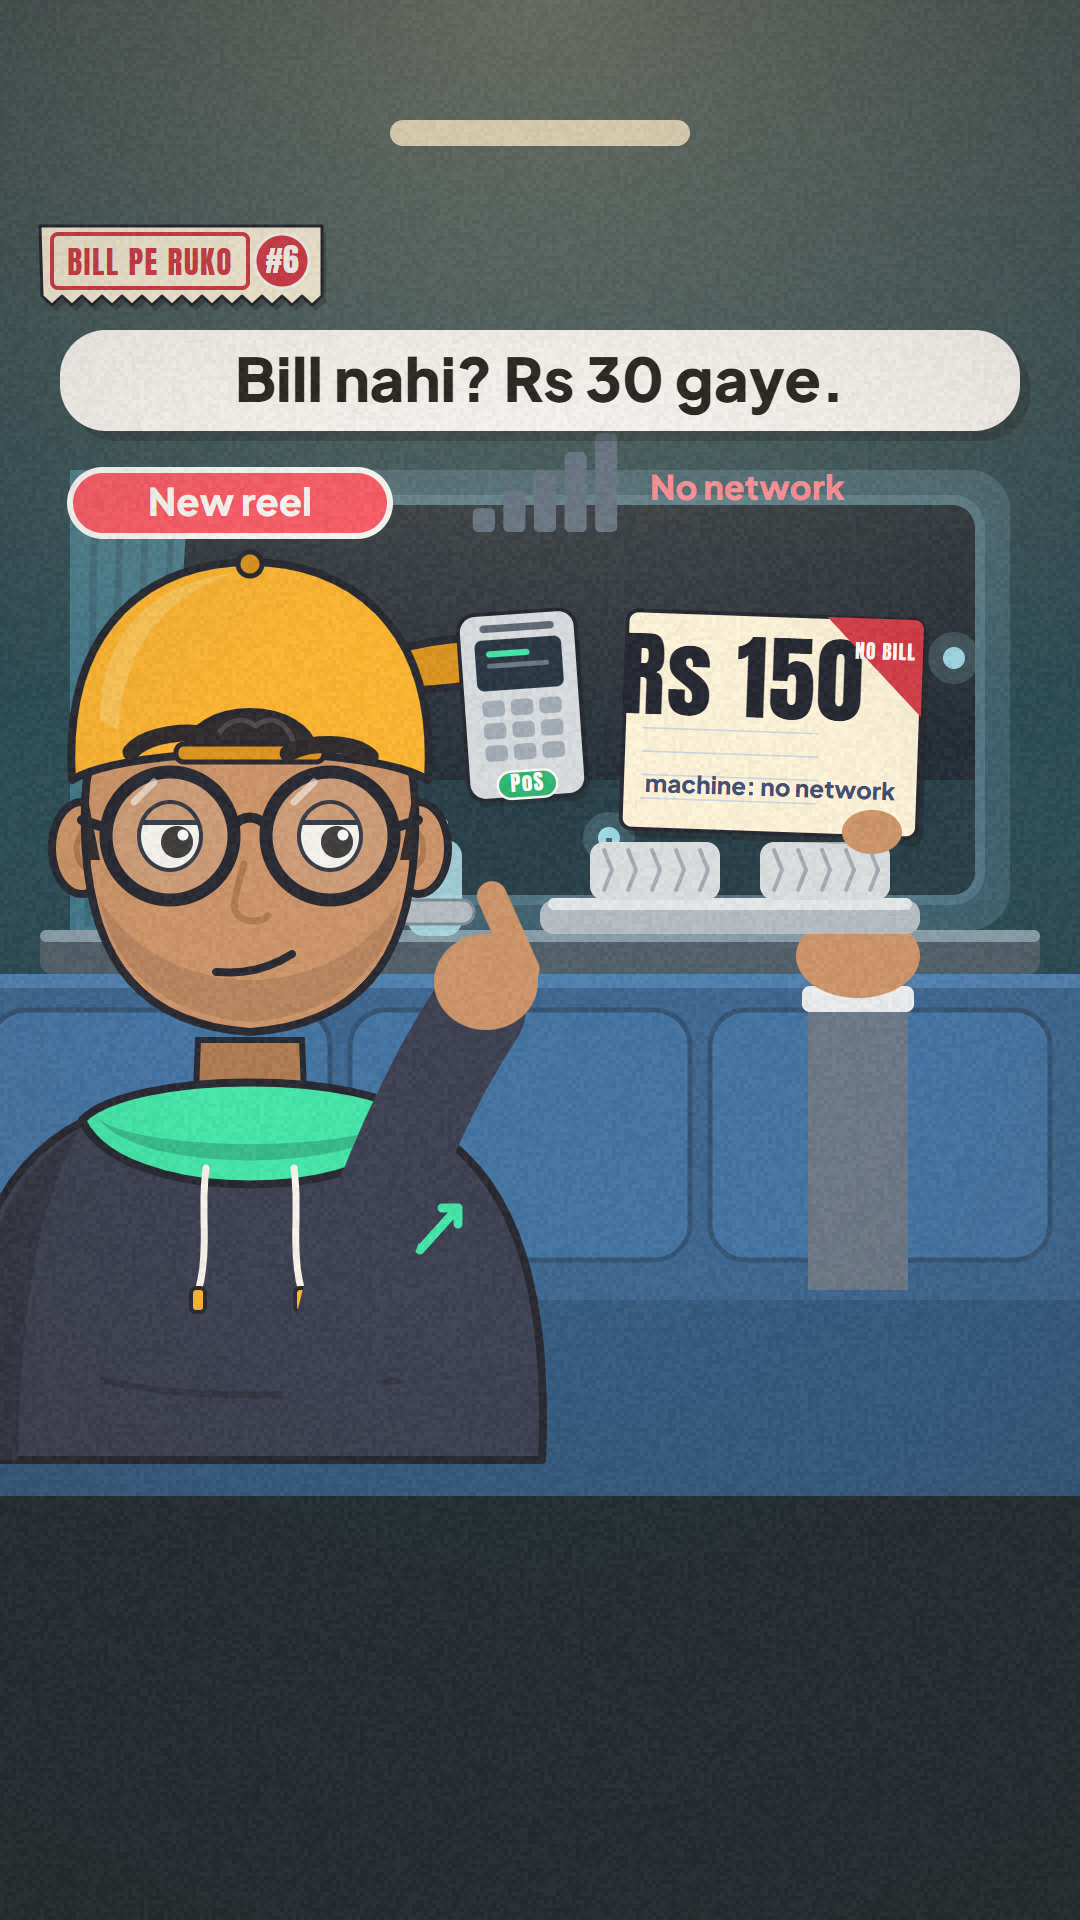 BILL PE RUKO #6
Bill nahi? Rs 30 gaye.
New reel
No network
Rs 150
NO BILL
machine: no network
PoS